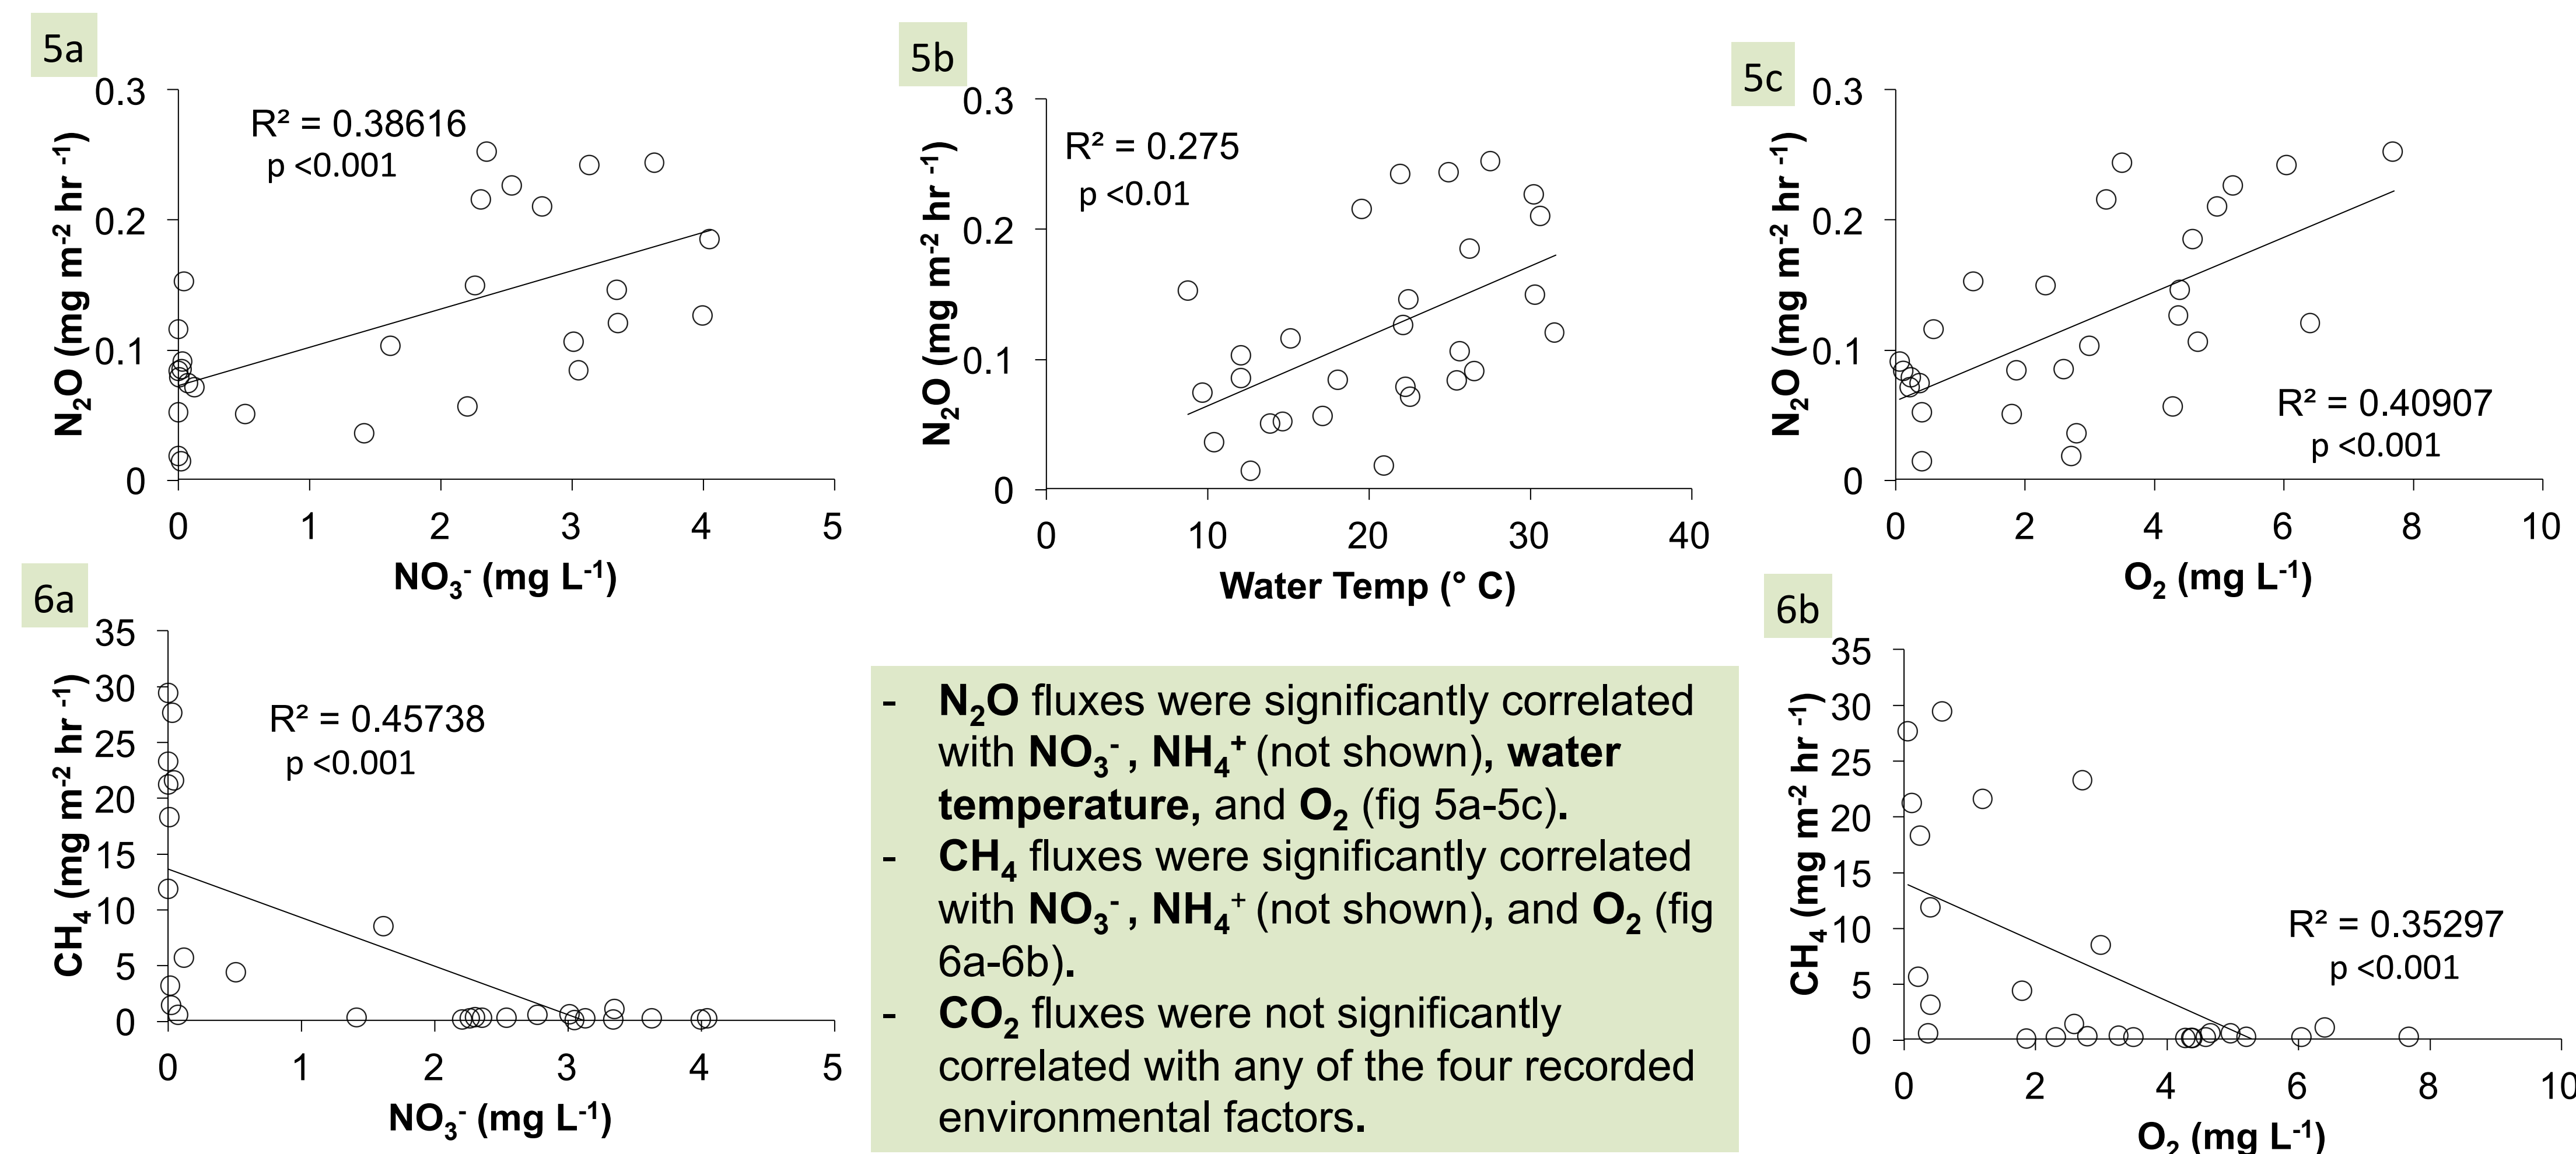 5a
0.3
0.2
0.1
0
N₂O (mg m⁻² hr ⁻¹)
R² = 0.38616
p <0.001
0 1 2 3 4 5
NO₃⁻ (mg L⁻¹)
5b
0.3
0.2
0.1
0
N₂O (mg m⁻² hr ⁻¹)
R² = 0.275
p <0.01
0 10 20 30 40
Water Temp (° C)
5c
0.3
0.2
0.1
0
N₂O (mg m⁻² hr ⁻¹)
R² = 0.40907
p <0.001
0 2 4 6 8 10
O₂ (mg L⁻¹)
6a
35
30
25
20
15
10
5
0
CH₄ (mg m⁻² hr ⁻¹)
R² = 0.45738
p <0.001
0 1 2 3 4 5
NO₃⁻ (mg L⁻¹)
- N₂O fluxes were significantly correlated
with NO₃⁻ , NH₄⁺ (not shown), water
temperature, and O₂ (fig 5a-5c).
- CH₄ fluxes were significantly correlated
with NO₃⁻ , NH₄⁺ (not shown), and O₂ (fig
6a-6b).
- CO₂ fluxes were not significantly
correlated with any of the four recorded
environmental factors.
6b
35
30
25
20
15
10
5
0
CH₄ (mg m⁻² hr ⁻¹)
R² = 0.35297
p <0.001
0 2 4 6 8 10
O₂ (mg L⁻¹)